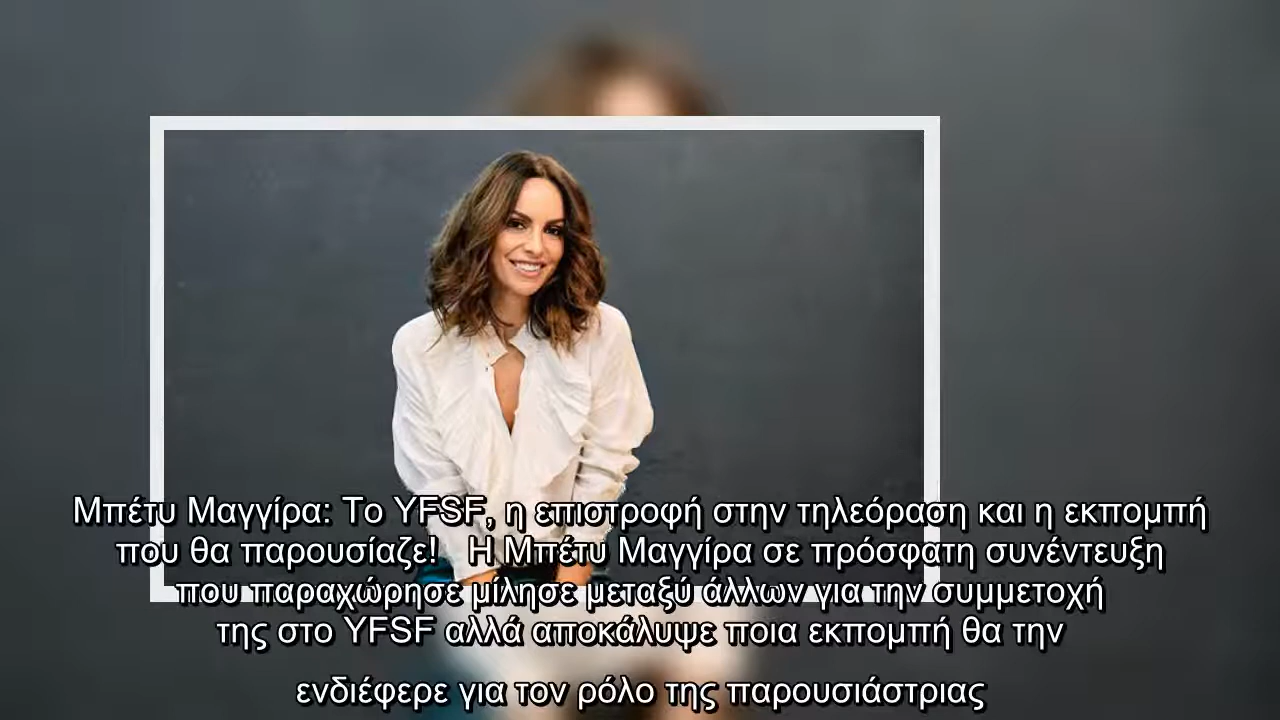 Μπέτυ Μαγγίρα: Το YFSF, η επιστροφή στην τηλεόραση και η εκπομπή
που θα παρουσίαζε! Η Μπέτυ Μαγγίρα σε πρόσφατη συνέντευξη
που παραχώρησε μίλησε μεταξύ άλλων για την συμμετοχή
της στο YFSF αλλά αποκάλυψε ποια εκπομπή θα την
ενδιέφερε για τον ρόλο της παρουσιάστριας